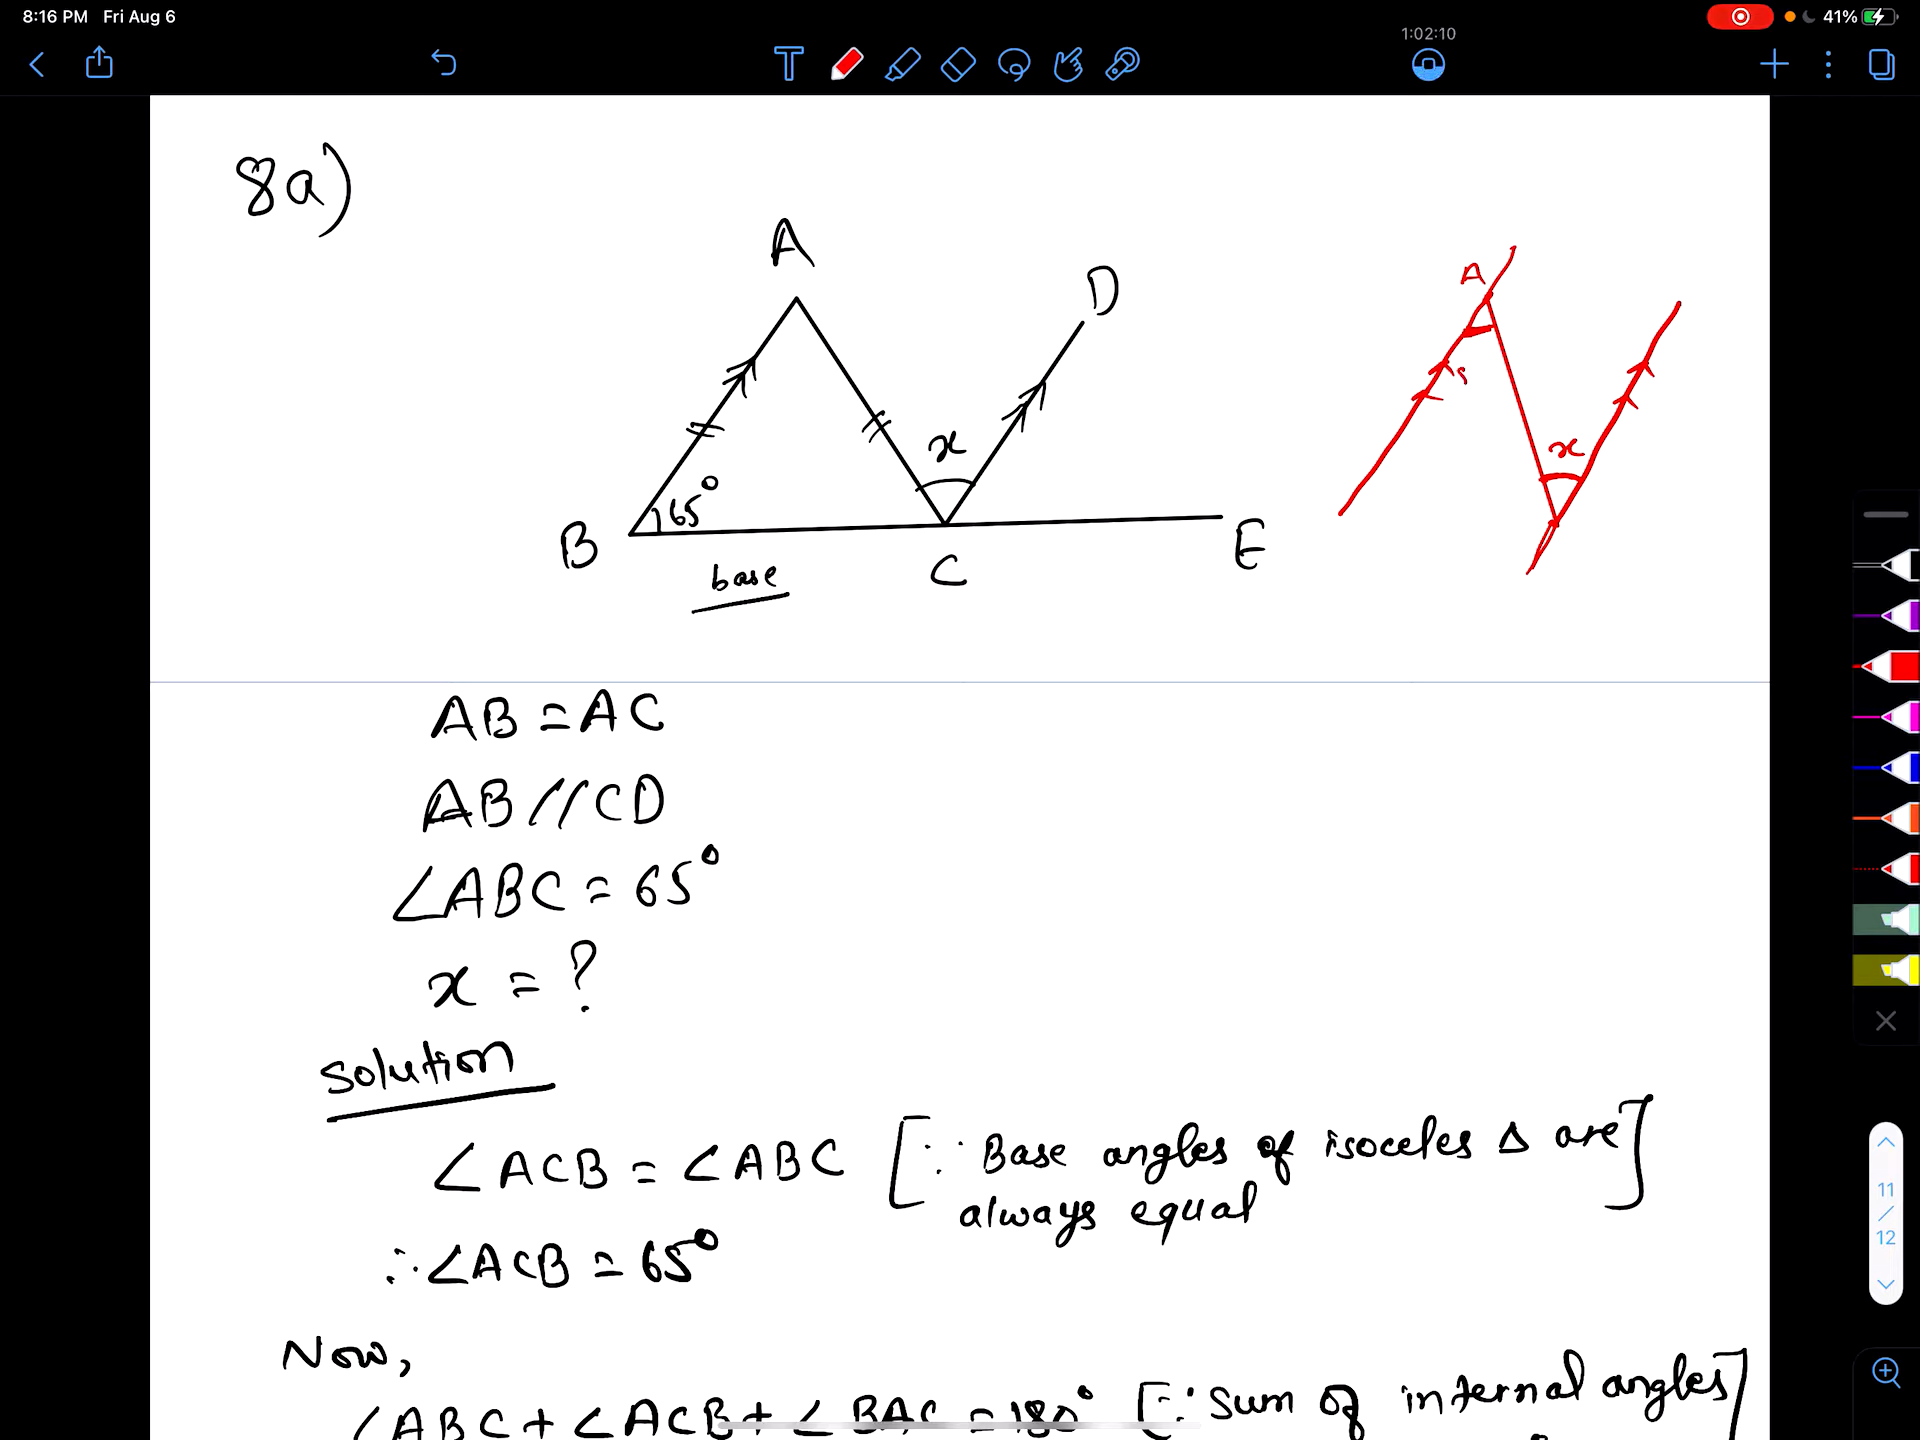 8:16 PM Fri Aug 6
41%
1:02:10
8a)
A
D
x
65°
B
C
E
base
A
x
AB = AC
AB // CD
∠ABC = 65°
x = ?
Solution
∠ACB = ∠ABC [∵ Base angles of isoceles Δ are
always equal]
∴ ∠ACB = 65°
Now,
∠ABC + ∠ACB + ∠BAC = 180° [∵ Sum of internal angles
11
/
12